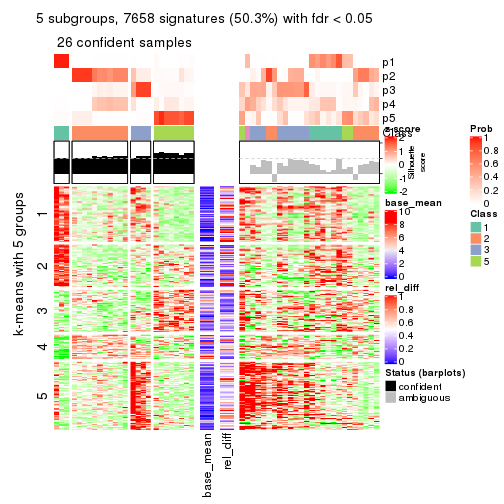 5 subgroups, 7658 signatures (50.3%) with fdr < 0.05
26 confident samples
p1
p2
p3
p4
p5
Class
Silhouette
score
k-means with 5 groups
1
2
3
4
5
base_mean
rel_diff
z-score
2
1
0
-1
-2
base_mean
10
8
6
4
2
0
rel_diff
1
0.8
0.6
0.4
0.2
0
Status (barplots)
confident
ambiguous
Prob
1
0.8
0.6
0.4
0.2
0
Class
1
2
3
5